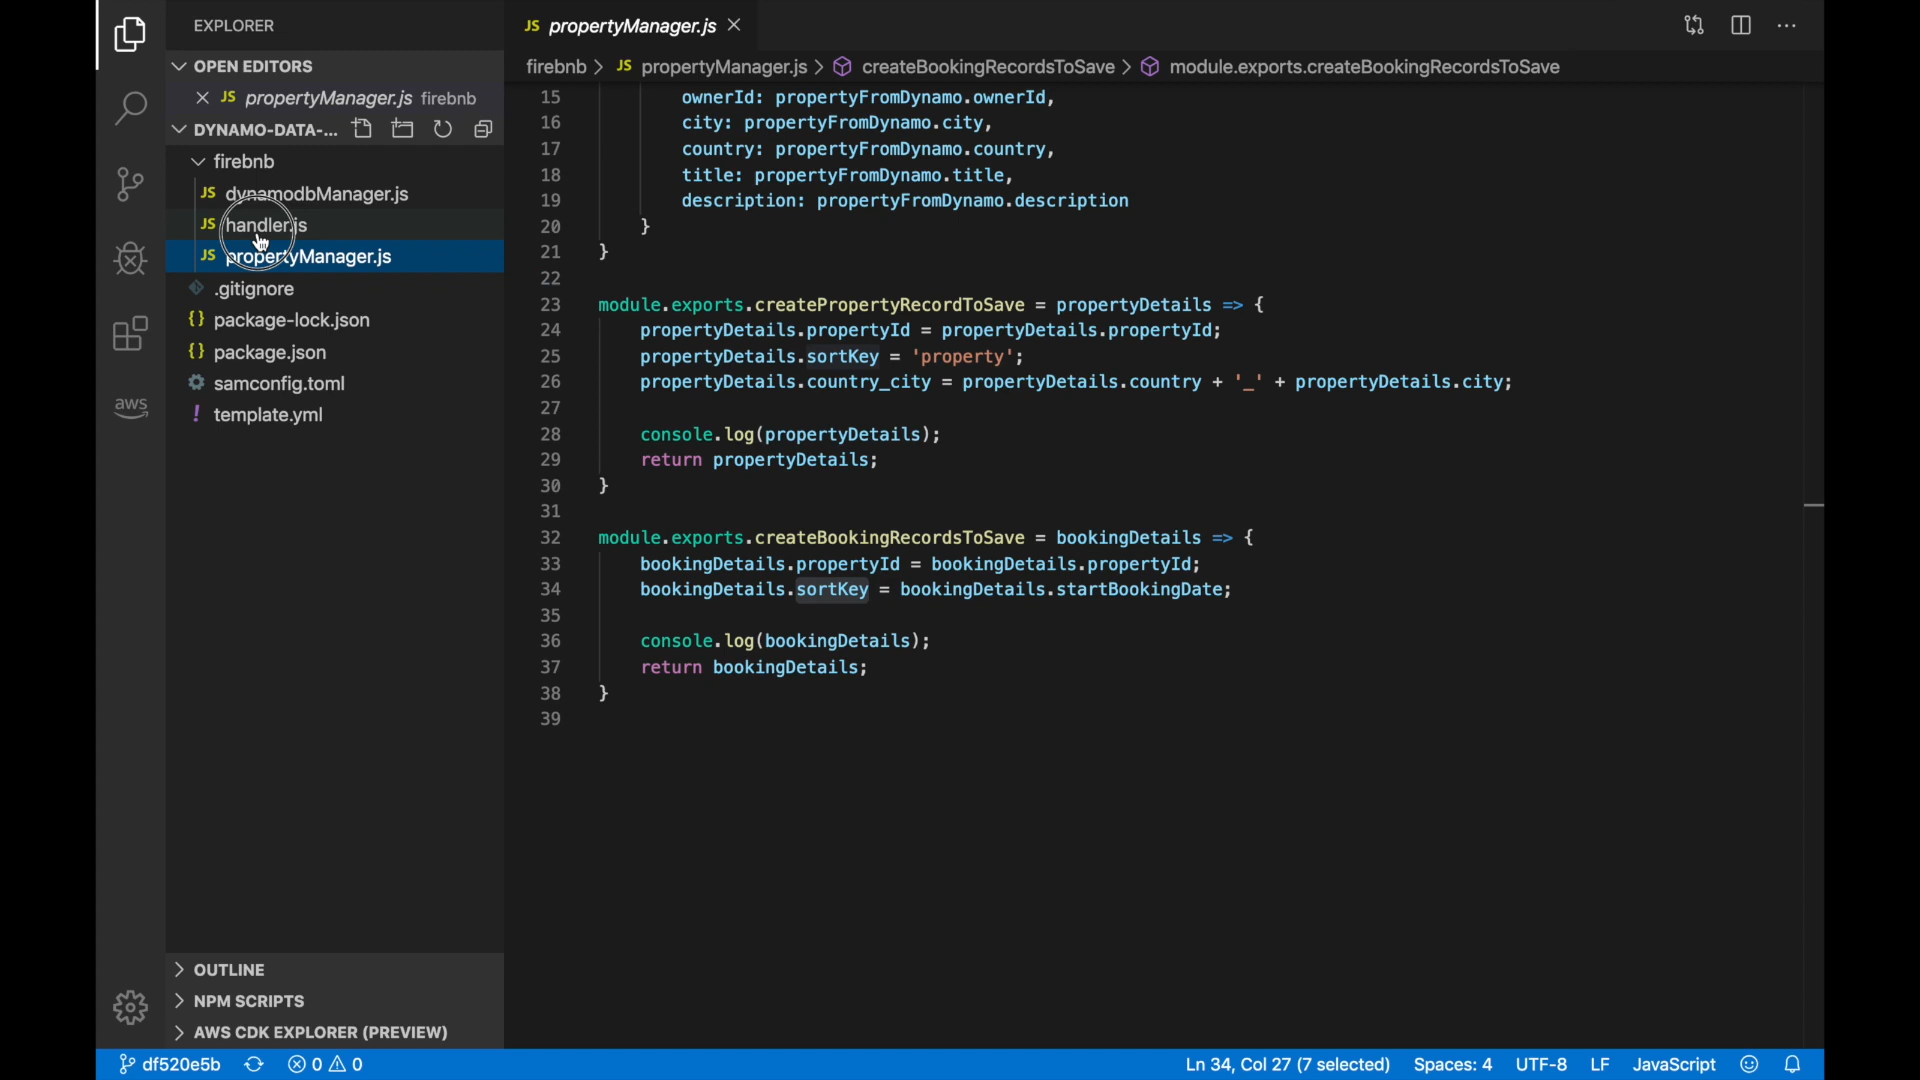 EXPLORER
OPEN EDITORS
JS propertyManager.js firebnb
DYNAMO-DATA-...
firebnb
JS dynamodbManager.js
JS handler.js
JS propertyManager.js
.gitignore
{} package-lock.json
{} package.json
samconfig.toml
! template.yml
aws
OUTLINE
NPM SCRIPTS
AWS CDK EXPLORER (PREVIEW)
JS propertyManager.js
firebnb > JS propertyManager.js > createBookingRecordsToSave > module.exports.createBookingRecordsToSave
15 ownerId: propertyFromDynamo.ownerId,
16 city: propertyFromDynamo.city,
17 country: propertyFromDynamo.country,
18 title: propertyFromDynamo.title,
19 description: propertyFromDynamo.description
20 }
21 }
22
23 module.exports.createPropertyRecordToSave = propertyDetails => {
24 propertyDetails.propertyId = propertyDetails.propertyId;
25 propertyDetails.sortKey = 'property';
26 propertyDetails.country_city = propertyDetails.country + '_' + propertyDetails.city;
27
28 console.log(propertyDetails);
29 return propertyDetails;
30 }
31
32 module.exports.createBookingRecordsToSave = bookingDetails => {
33 bookingDetails.propertyId = bookingDetails.propertyId;
34 bookingDetails.sortKey = bookingDetails.startBookingDate;
35
36 console.log(bookingDetails);
37 return bookingDetails;
38 }
39
df520e5b 0 0 Ln 34, Col 27 (7 selected) Spaces: 4 UTF-8 LF JavaScript